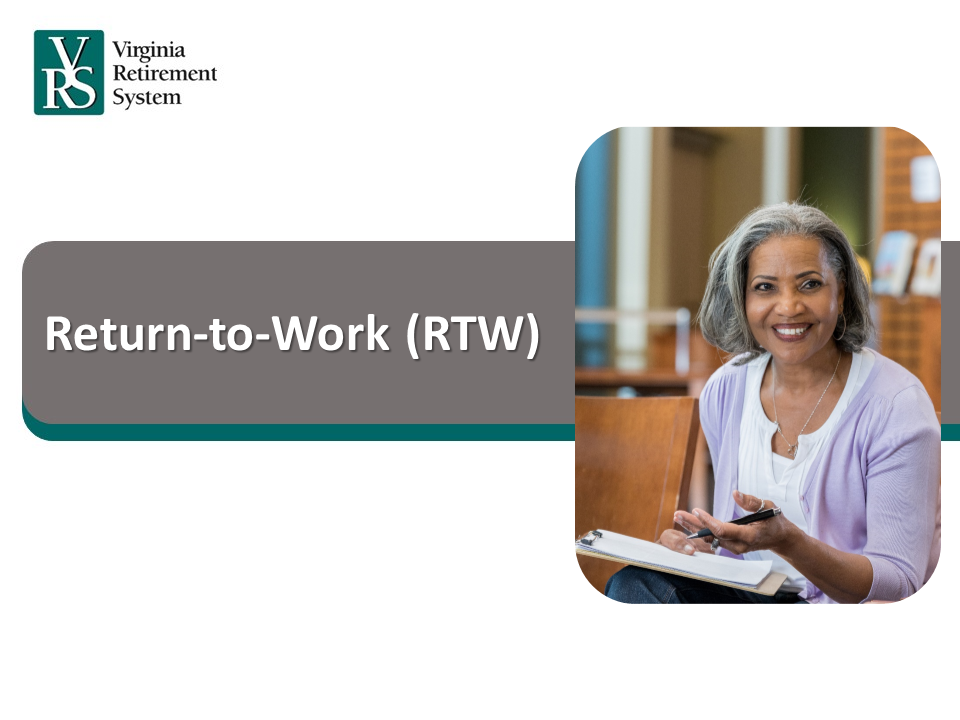 VRS
Virginia
Retirement
System
Return-to-Work (RTW)